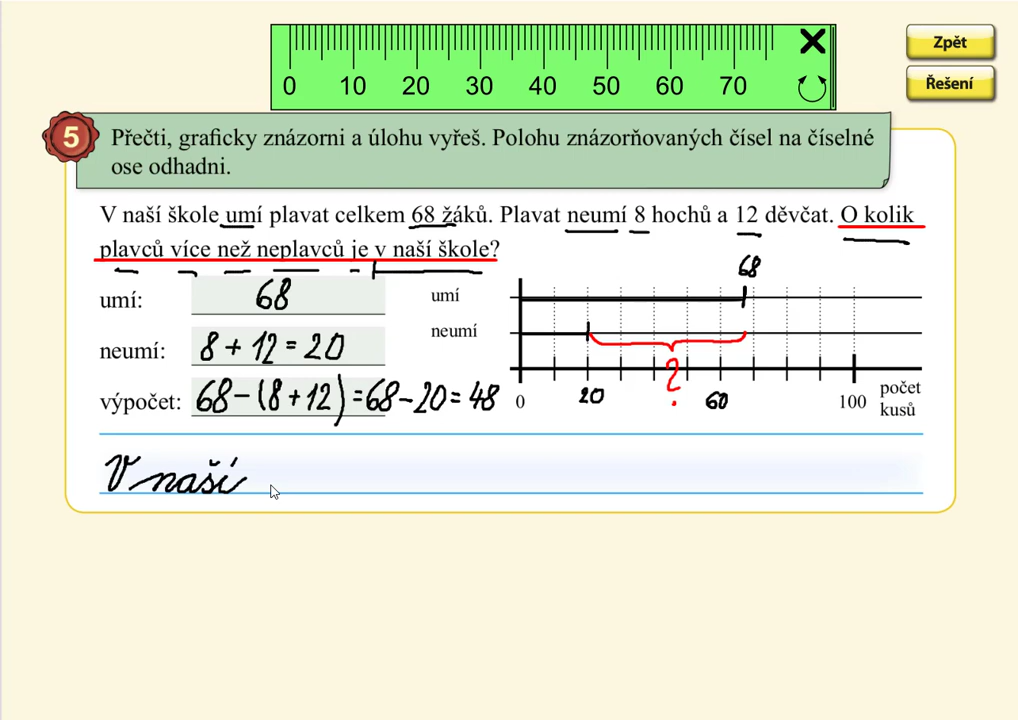 0 10 20 30 40 50 60 70
Zpět
Řešení
5 Přečti, graficky znázorni a úlohu vyřeš. Polohu znázorňovaných čísel na číselné
ose odhadni.
V naší škole umí plavat celkem 68 žáků. Plavat neumí 8 hochů a 12 děvčat. O kolik
plavců více než neplavců je v naší škole?
umí: 68
neumí: 8 + 12 = 20
výpočet: 68 - (8 + 12) = 68 - 20 = 48
umí
68
neumí
?
0 20 60 100 počet
kusů
V naší